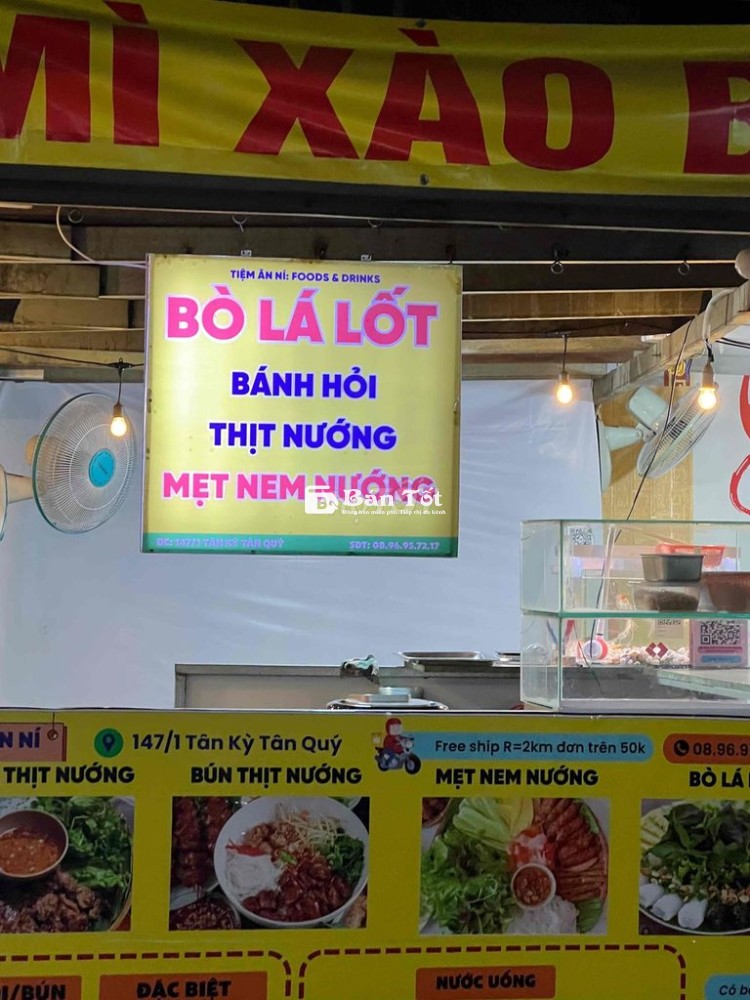 MÌ XÀO B
TIỆM ĂN NÍ: FOODS & DRINKS
BÒ LÁ LỐT
BÁNH HỎI
THỊT NƯỚNG
MẸT NEM NƯỚNG
Bán Tốt
ĐC: 147/1 TÂN KỲ TÂN QUÝ SĐT: 08.96.95.72.17
N NÍ 147/1 Tân Kỳ Tân Quý Free ship R=2km đơn trên 50k 08.96.9
THỊT NƯỚNG BÚN THỊT NƯỚNG MẸT NEM NƯỚNG BÒ LÁ
I/BÚN ĐẶC BIỆT NƯỚC UỐNG Có b